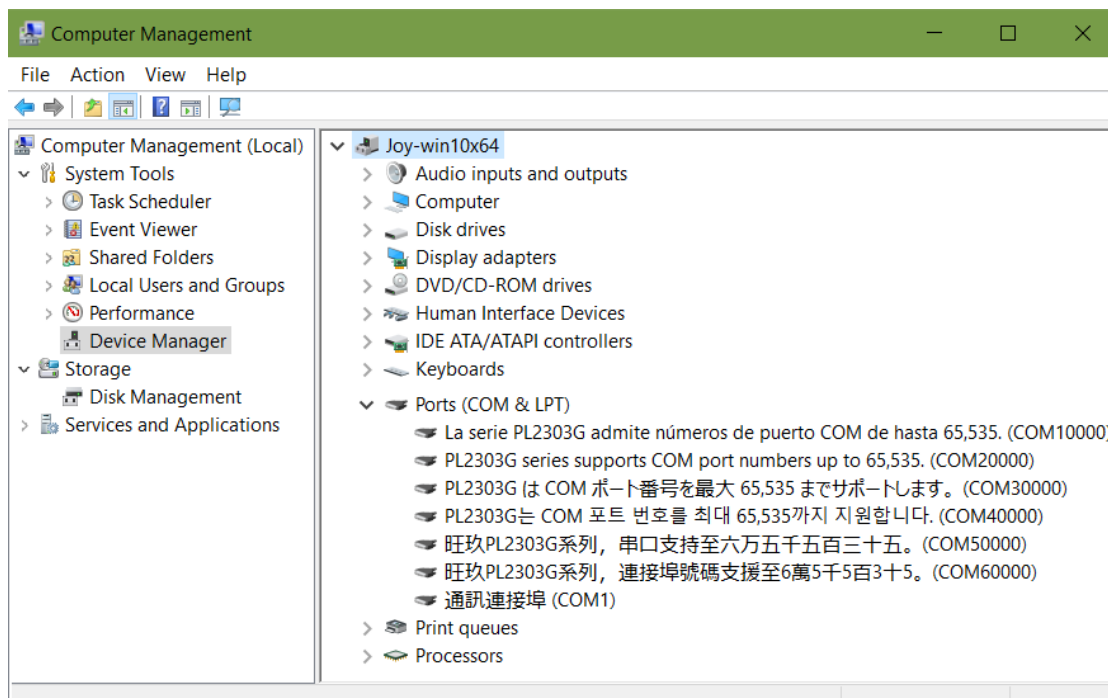 Computer Management
File Action View Help
Computer Management (Local)
System Tools
Task Scheduler
Event Viewer
Shared Folders
Local Users and Groups
Performance
Device Manager
Storage
Disk Management
Services and Applications
Joy-win10x64
Audio inputs and outputs
Computer
Disk drives
Display adapters
DVD/CD-ROM drives
Human Interface Devices
IDE ATA/ATAPI controllers
Keyboards
Ports (COM & LPT)
La serie PL2303G admite números de puerto COM de hasta 65,535. (COM10000)
PL2303G series supports COM port numbers up to 65,535. (COM20000)
PL2303G は COM ポート番号を最大 65,535 までサポートします。(COM30000)
PL2303G는 COM 포트 번호를 최대 65,535까지 지원합니다. (COM40000)
旺玖PL2303G系列，串口支持至六万五千五百三十五。(COM50000)
旺玖PL2303G系列，連接埠號碼支援至6萬5千5百3十5。(COM60000)
通訊連接埠 (COM1)
Print queues
Processors